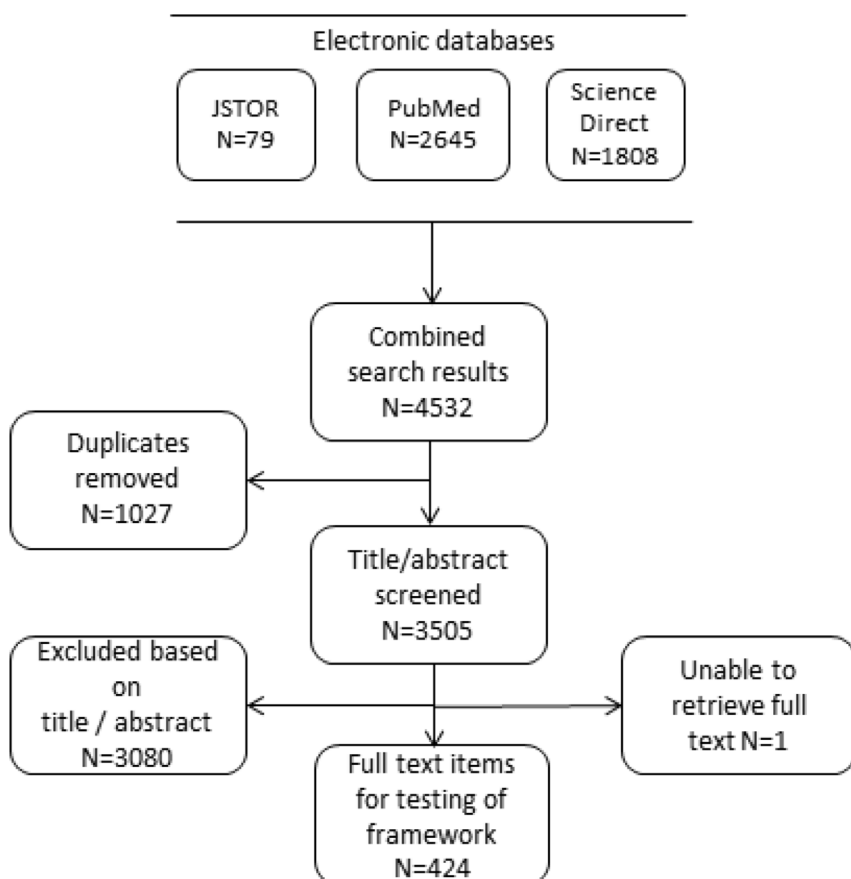 Electronic databases
JSTOR
N=79
PubMed
N=2645
Science
Direct
N=1808
Combined
search results
N=4532
Duplicates
removed
N=1027
Title/abstract
screened
N=3505
Excluded based
on
title / abstract
N=3080
Unable to
retrieve full
text N=1
Full text items
for testing of
framework
N=424